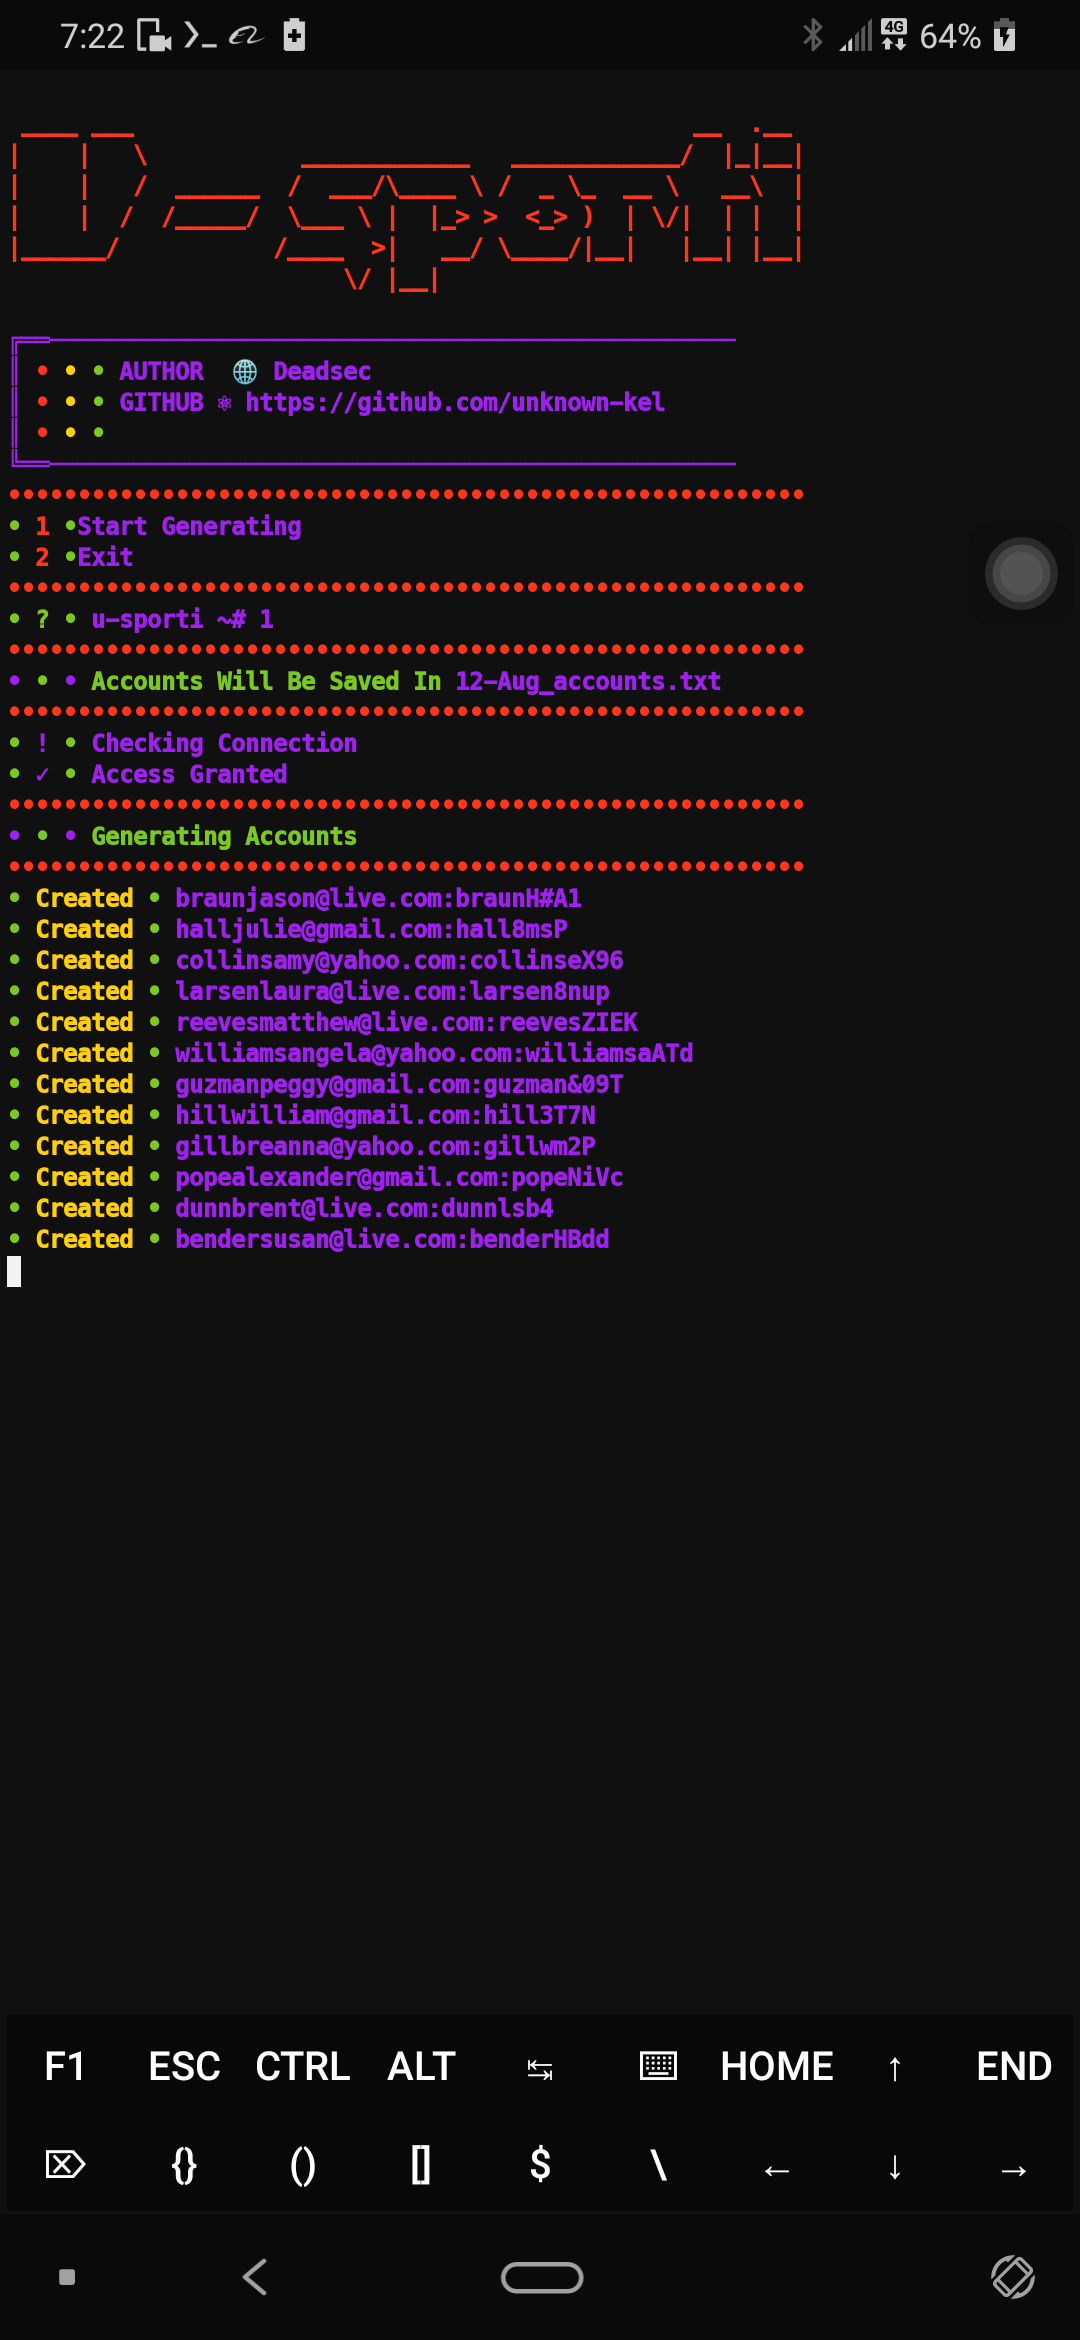 7:22 4G 64%
AUTHOR 🌐 Deadsec
GITHUB ⚛ https://github.com/unknown-kel
• 1 •Start Generating
• 2 •Exit
• ? • u-sporti ~# 1
• • • Accounts Will Be Saved In 12-Aug_accounts.txt
• ! • Checking Connection
• ✓ • Access Granted
• • • Generating Accounts
• Created • braunjason@live.com:braunH#A1
• Created • halljulie@gmail.com:hall8msP
• Created • collinsamy@yahoo.com:collinseX96
• Created • larsenlaura@live.com:larsen8nup
• Created • reevesmatthew@live.com:reevesZIEK
• Created • williamsangela@yahoo.com:williamsaATd
• Created • guzmanpeggy@gmail.com:guzman&09T
• Created • hillwilliam@gmail.com:hill3T7N
• Created • gillbreanna@yahoo.com:gillwm2P
• Created • popealexander@gmail.com:popeNiVc
• Created • dunnbrent@live.com:dunnlsb4
• Created • bendersusan@live.com:benderHBdd
F1 ESC CTRL ALT ⇆ ⌨ HOME ↑ END
⌦ {} () [] $ \ ← ↓ →